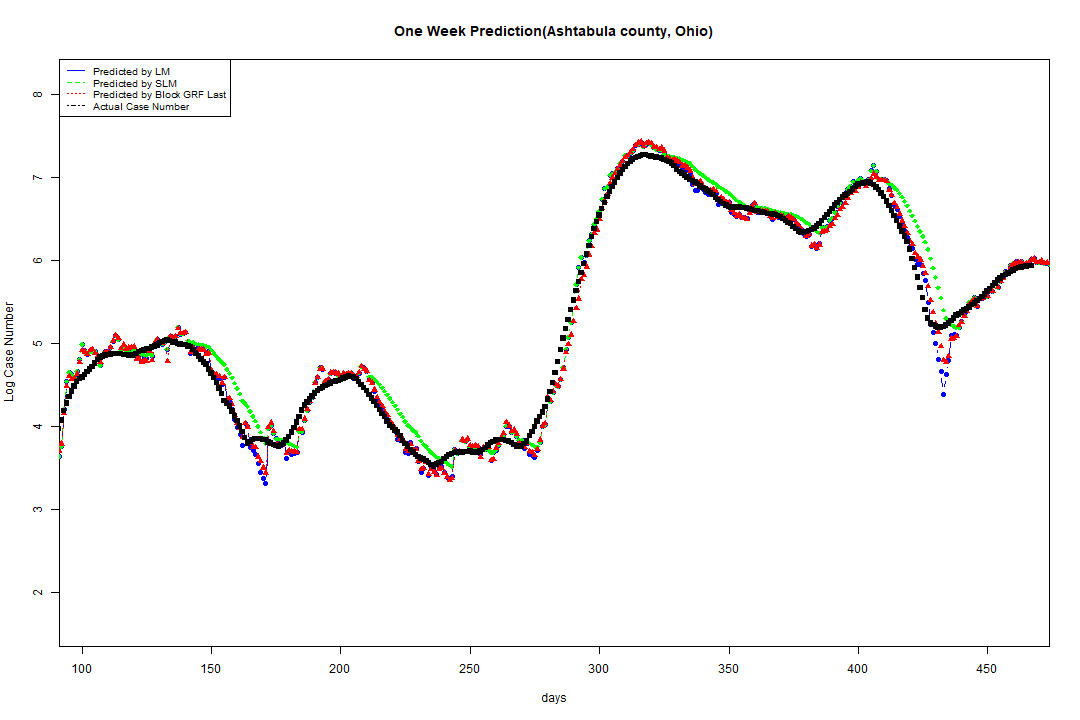 One Week Prediction(Ashtabula county, Ohio)
Predicted by LM
Predicted by SLM
Predicted by Block GRF Last
Actual Case Number
8
7
6
5
4
3
2
Log Case Number
100 150 200 250 300 350 400 450
days